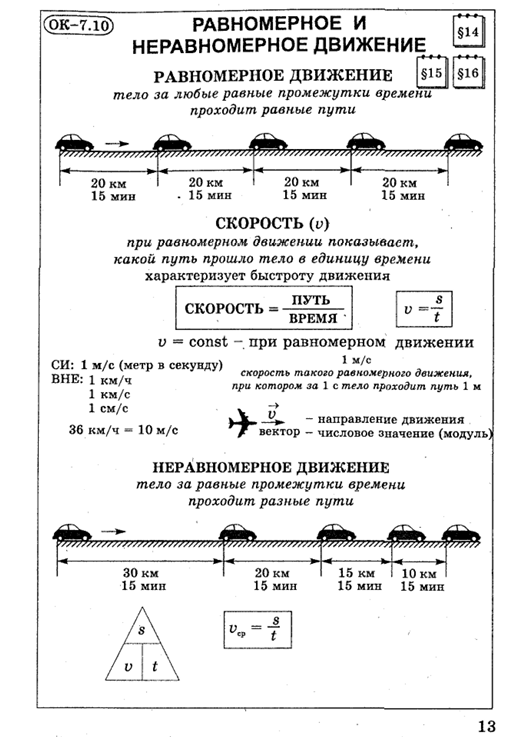 ОК–7.10
РАВНОМЕРНОЕ И
НЕРАВНОМЕРНОЕ ДВИЖЕНИЕ
§14
РАВНОМЕРНОЕ ДВИЖЕНИЕ
§15 §16
тело за любые равные промежутки времени
проходит равные пути
20 км 20 км 20 км 20 км
15 мин 15 мин 15 мин 15 мин
СКОРОСТЬ (v)
при равномерном движении показывает,
какой путь прошло тело в единицу времени
характеризует быстроту движения
СКОРОСТЬ = ПУТЬ / ВРЕМЯ
v = s / t
v = const – при равномерном движении
СИ: 1 м/с (метр в секунду)
ВНЕ: 1 км/ч
1 км/с
1 см/с
36 км/ч = 10 м/с
1 м/с
скорость такого равномерного движения,
при котором за 1 с тело проходит путь 1 м
v – направление движения
вектор – числовое значение (модуль)
НЕРАВНОМЕРНОЕ ДВИЖЕНИЕ
тело за равные промежутки времени
проходит разные пути
30 км 20 км 15 км 10 км
15 мин 15 мин 15 мин 15 мин
s
v t
vср = s / t
13